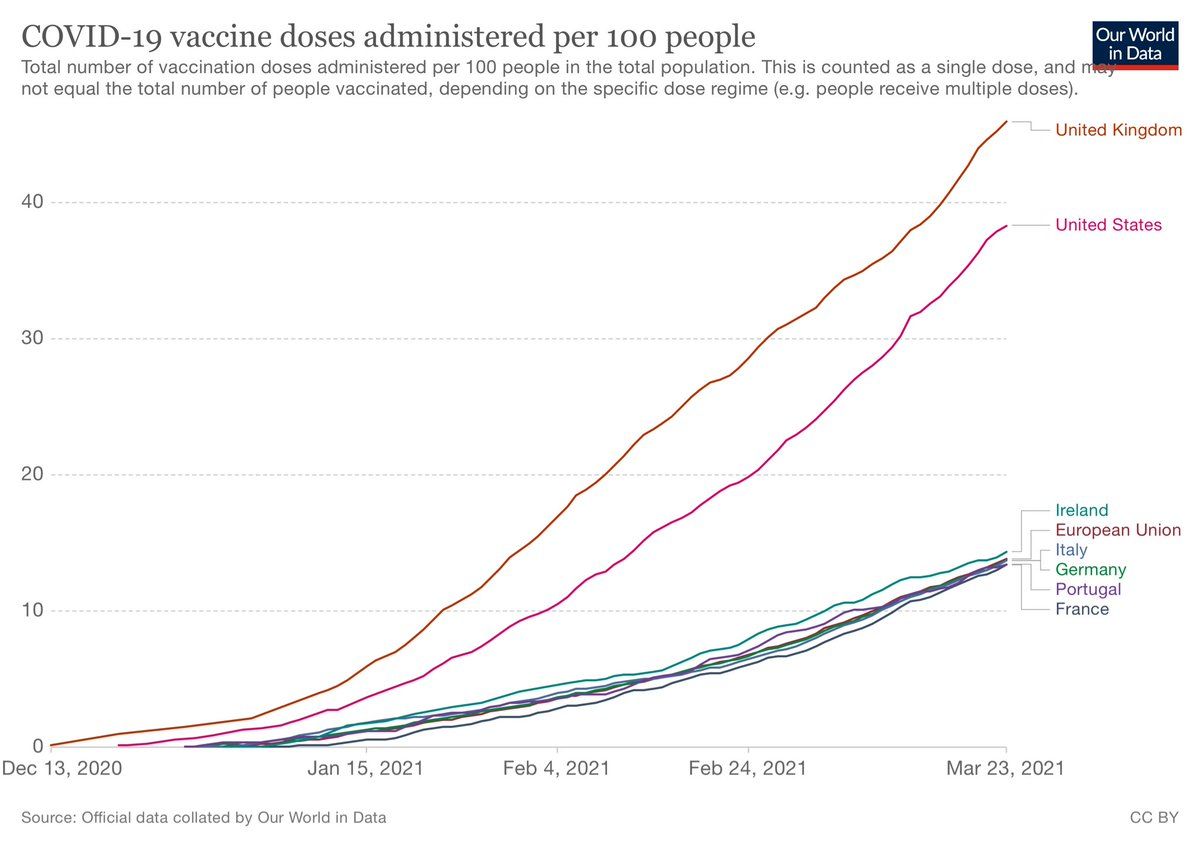 COVID-19 vaccine doses administered per 100 people
Our World
in Data
Total number of vaccination doses administered per 100 people in the total population. This is counted as a single dose, and may
not equal the total number of people vaccinated, depending on the specific dose regime (e.g. people receive multiple doses).
United Kingdom
40
United States
30
20
Ireland
European Union
Italy
Germany
Portugal
10
France
0
Dec 13, 2020
Jan 15, 2021
Feb 4, 2021
Feb 24, 2021
Mar 23, 2021
Source: Official data collated by Our World in Data
CC BY